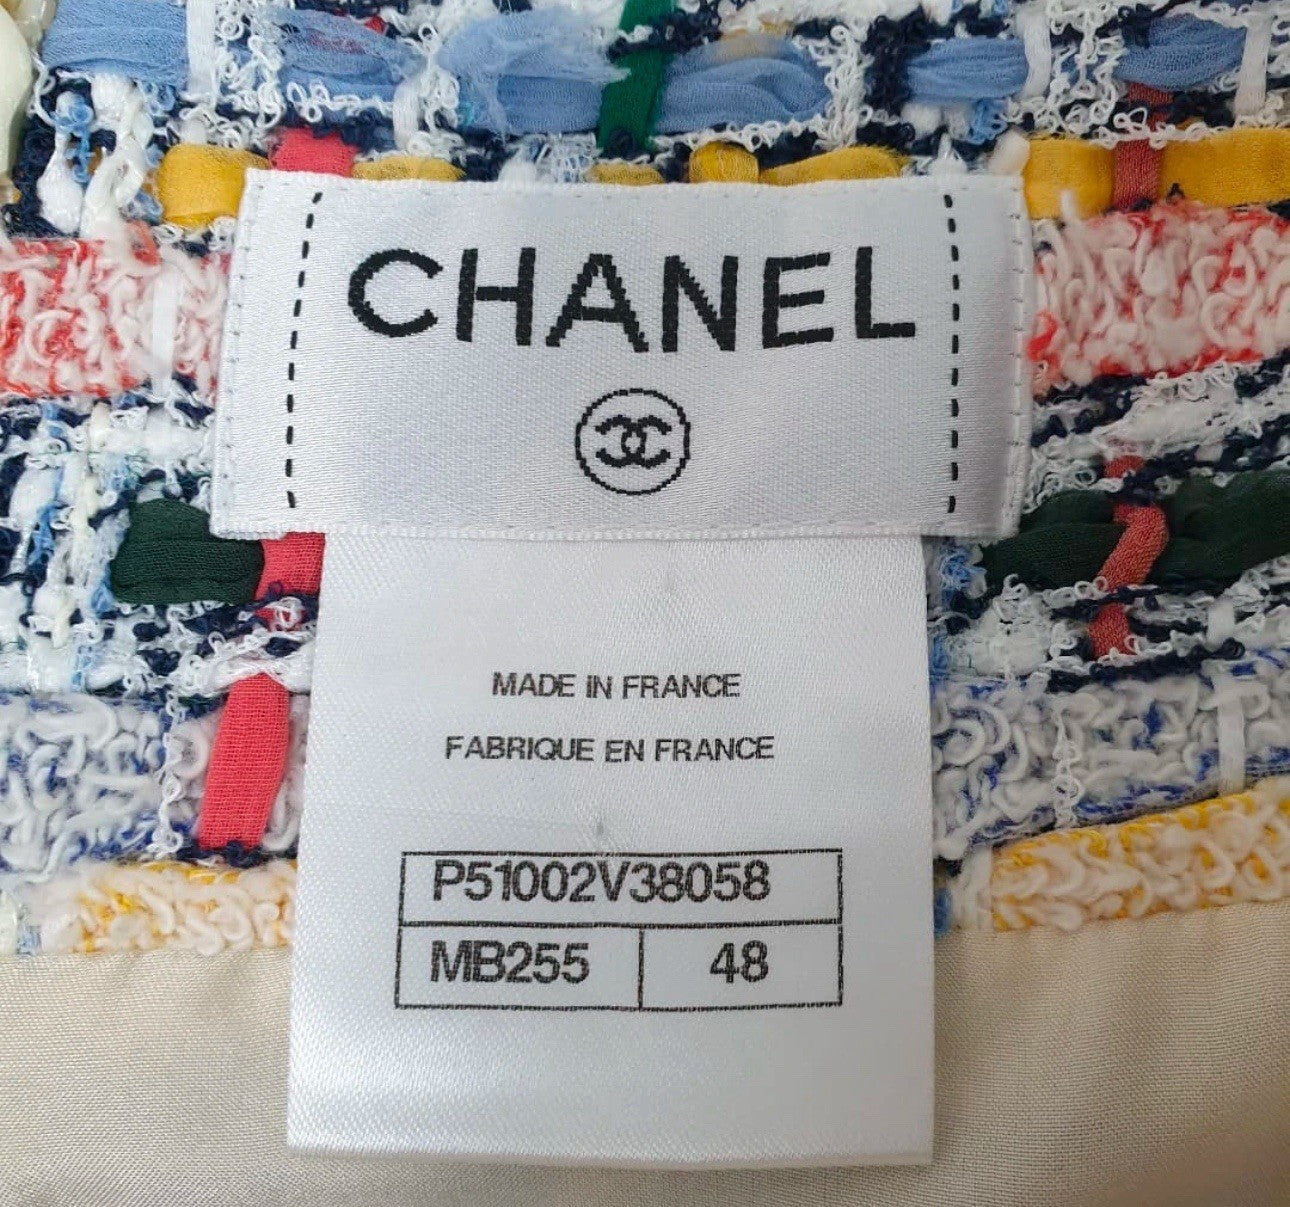 CHANEL
MADE IN FRANCE
FABRIQUE EN FRANCE
P51002V38058
MB255 48